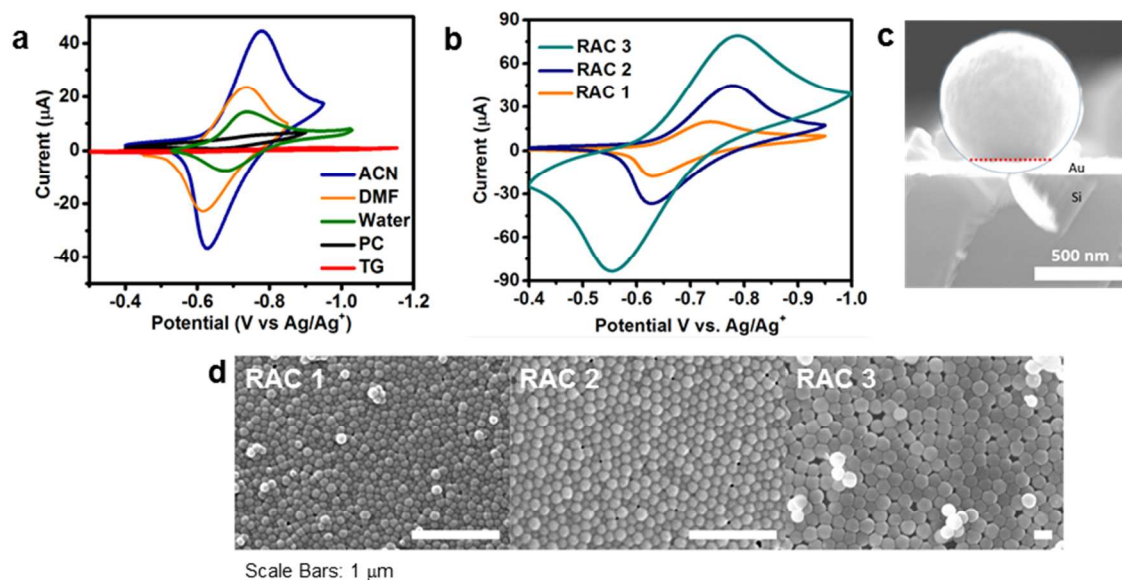 a
40
20
0
-20
-40
Current (µA)
ACN
DMF
Water
PC
TG
-0.4 -0.6 -0.8 -1.0 -1.2
Potential (V vs Ag/Ag+)
b
90
60
30
0
-30
-60
-90
Current (µA)
RAC 3
RAC 2
RAC 1
-0.4 -0.5 -0.6 -0.7 -0.8 -0.9 -1.0
Potential V vs. Ag/Ag+
c
Au
Si
500 nm
d
RAC 1 RAC 2 RAC 3
Scale Bars: 1 µm